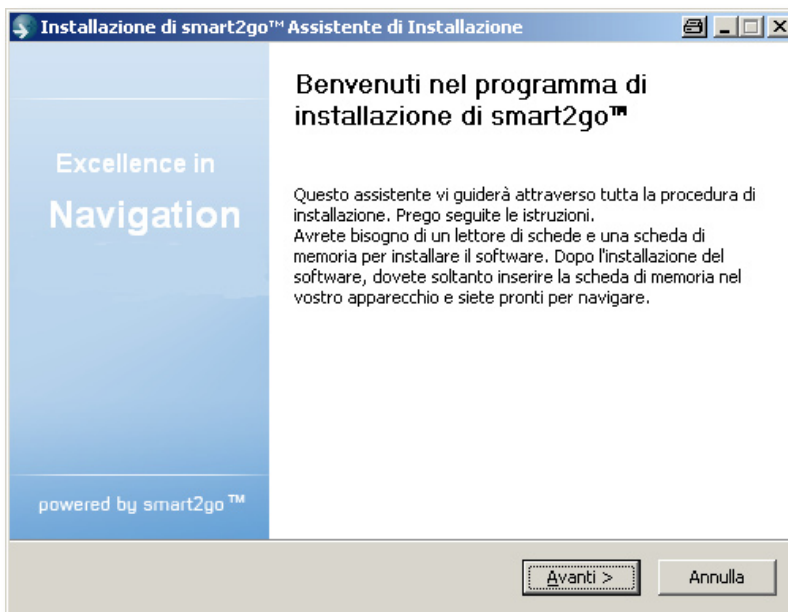 Installazione di smart2go™ Assistente di Installazione
Benvenuti nel programma di
installazione di smart2go™
Excellence in
Navigation
Questo assistente vi guiderà attraverso tutta la procedura di
installazione. Prego seguite le istruzioni.
Avrete bisogno di un lettore di schede e una scheda di
memoria per installare il software. Dopo l'installazione del
software, dovete soltanto inserire la scheda di memoria nel
vostro apparecchio e siete pronti per navigare.
powered by smart2go™
Avanti >
Annulla